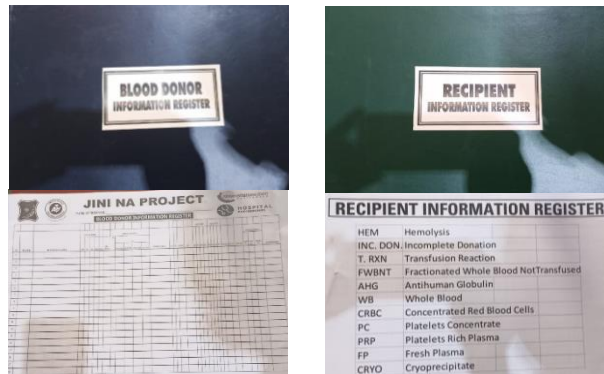 BLOOD DONOR
INFORMATION REGISTER
RECIPIENT
INFORMATION REGISTER
JINI NA PROJECT
BLOOD DONOR INFORMATION REGISTER
HOSPITAL
RECIPIENT INFORMATION REGISTER
HEM Hemolysis
INC. DON. Incomplete Donation
T. RXN Transfusion Reaction
FWBNT Fractionated Whole Blood NotTransfused
AHG Antihuman Globulin
WB Whole Blood
CRBC Concentrated Red Blood Cells
PC Platelets Concentrate
PRP Platelets Rich Plasma
FP Fresh Plasma
CRYO Cryoprecipitate